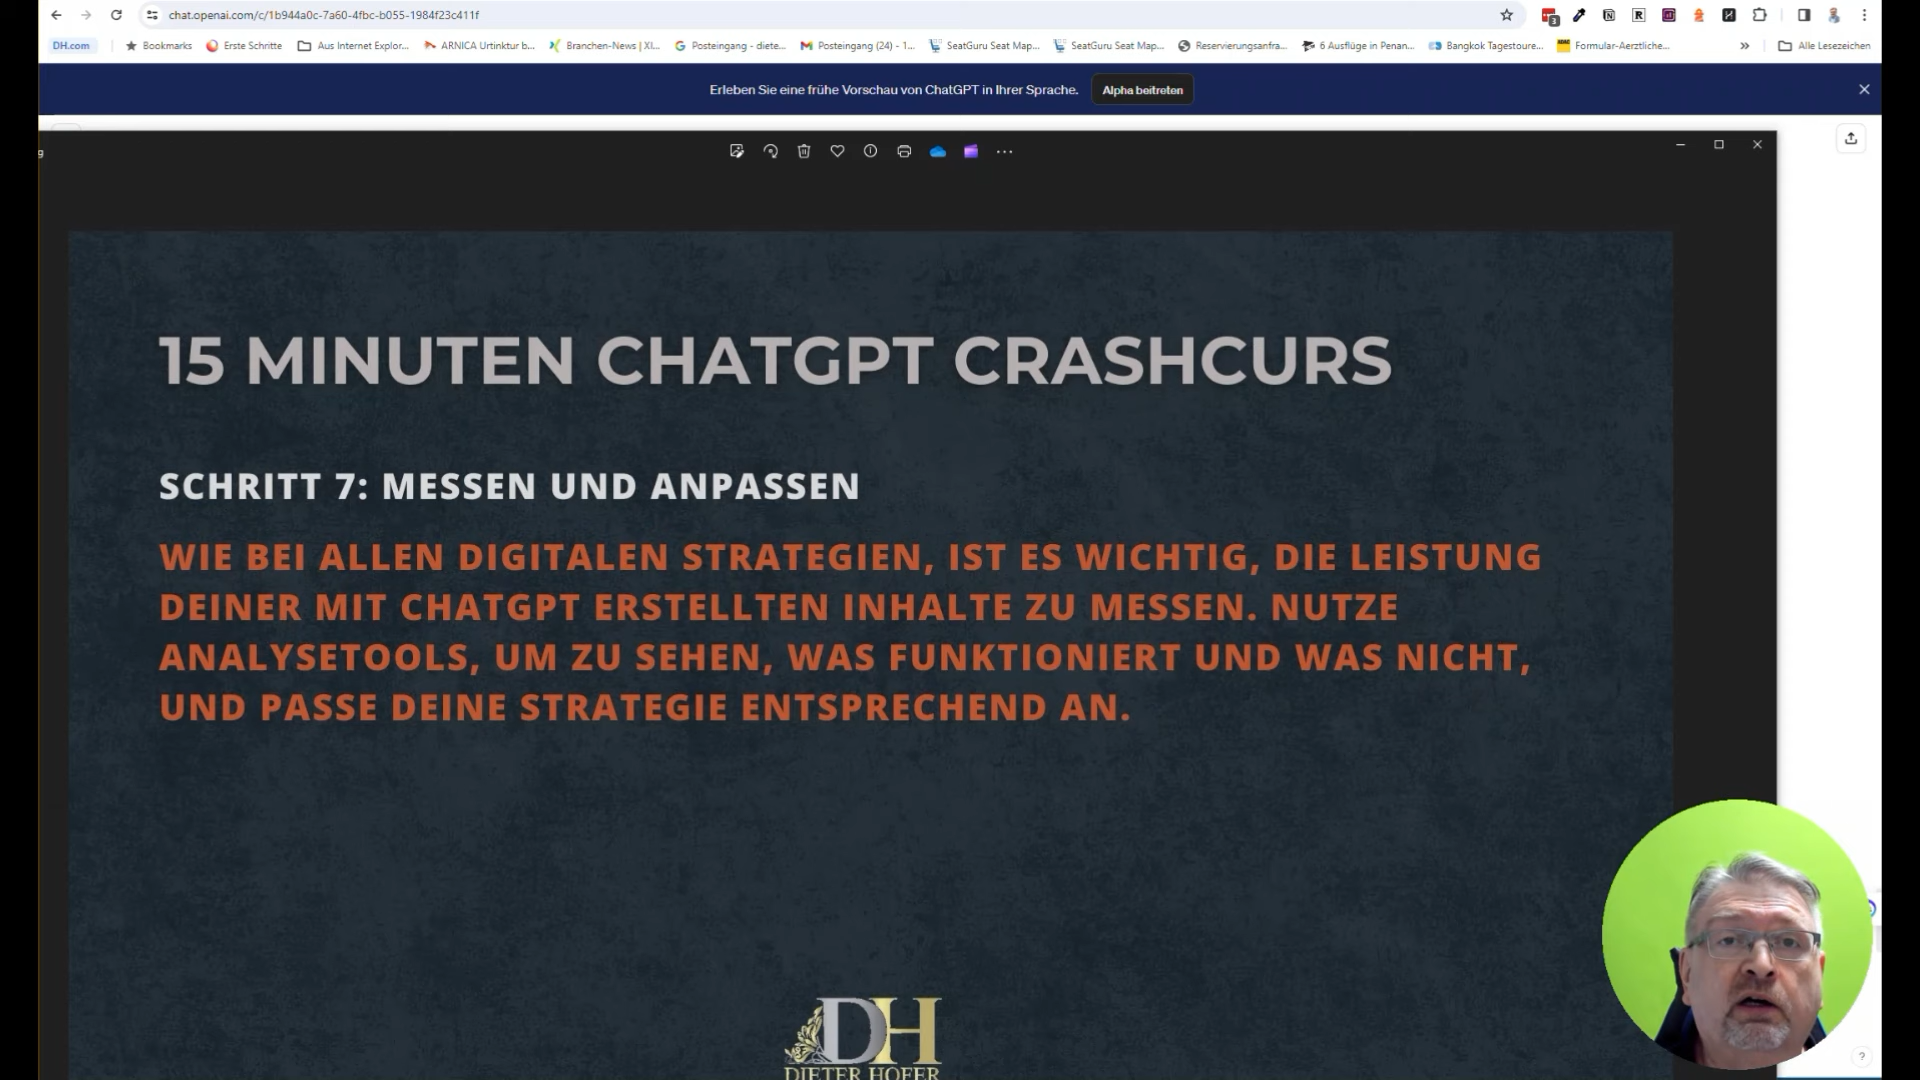 chat.openai.com/c/1b944a0c-7a60-4fbc-b055-1984f23c411f
3
DH.com Bookmarks Erste Schritte Aus Internet Explor... ARNICA Urtinktur b... Branchen-News | XI... Posteingang - diete... Posteingang (24) - 1... SeatGuru Seat Map... SeatGuru Seat Map... Reservierungsanfra... 6 Ausflüge in Penan... Bangkok Tagestoure... Formular-Aerztliche... Alle Lesezeichen
Erleben Sie eine frühe Vorschau von ChatGPT in Ihrer Sprache. Alpha beitreten
g
15 MINUTEN CHATGPT CRASHCURS
SCHRITT 7: MESSEN UND ANPASSEN
WIE BEI ALLEN DIGITALEN STRATEGIEN, IST ES WICHTIG, DIE LEISTUNG
DEINER MIT CHATGPT ERSTELLTEN INHALTE ZU MESSEN. NUTZE
ANALYSETOOLS, UM ZU SEHEN, WAS FUNKTIONIERT UND WAS NICHT,
UND PASSE DEINE STRATEGIE ENTSPRECHEND AN.
DH
DIETER HOFER
?